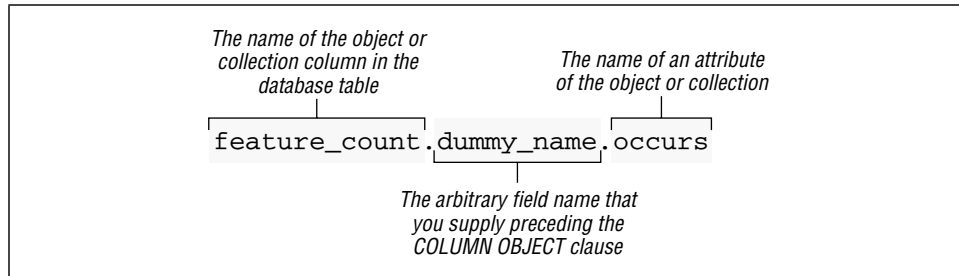 The name of the object or
collection column in the
database table
The name of an attribute
of the object or collection
feature_count.dummy_name.occurs
The arbitrary field name that
you supply preceding the
COLUMN OBJECT clause